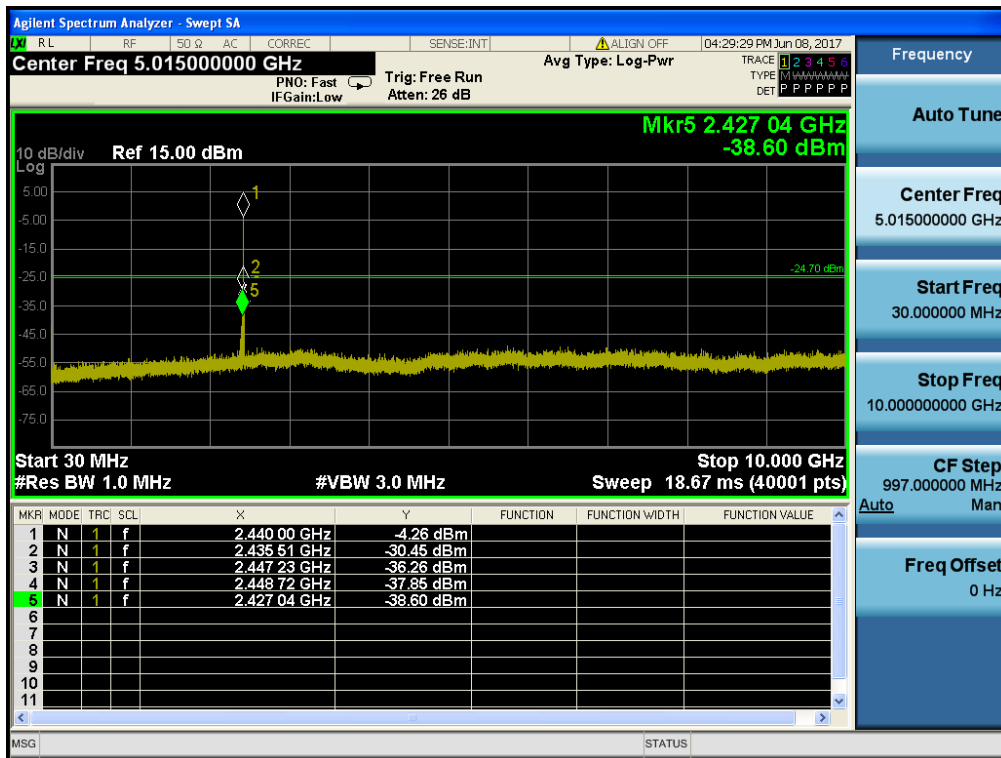 Agilent Spectrum Analyzer - Swept SA
LXI RL RF 50 Ω AC CORREC SENSE:INT ALIGN OFF 04:29:29 PM Jun 08, 2017
Center Freq 5.015000000 GHz
PNO: Fast
IFGain:Low
Trig: Free Run
Atten: 26 dB
Avg Type: Log-Pwr
TRACE 1 2 3 4 5 6
TYPE M WWWWW
DET P P P P P P
Mkr5 2.427 04 GHz
-38.60 dBm
10 dB/div Ref 15.00 dBm
Log
5.00
-5.00
-15.0
-25.0
-35.0
-45.0
-55.0
-65.0
-75.0
1
2
5
-24.70 dBm
Start 30 MHz Stop 10.000 GHz
#Res BW 1.0 MHz #VBW 3.0 MHz Sweep 18.67 ms (40001 pts)
MKR MODE TRC SCL X Y FUNCTION FUNCTION WIDTH FUNCTION VALUE
1 N 1 f 2.440 00 GHz -4.26 dBm
2 N 1 f 2.435 51 GHz -30.45 dBm
3 N 1 f 2.447 23 GHz -36.26 dBm
4 N 1 f 2.448 72 GHz -37.85 dBm
5 N 1 f 2.427 04 GHz -38.60 dBm
6
7
8
9
10
11
MSG STATUS
Frequency
Auto Tune
Center Freq
5.015000000 GHz
Start Freq
30.000000 MHz
Stop Freq
10.000000000 GHz
CF Step
997.000000 MHz
Auto Man
Freq Offset
0 Hz